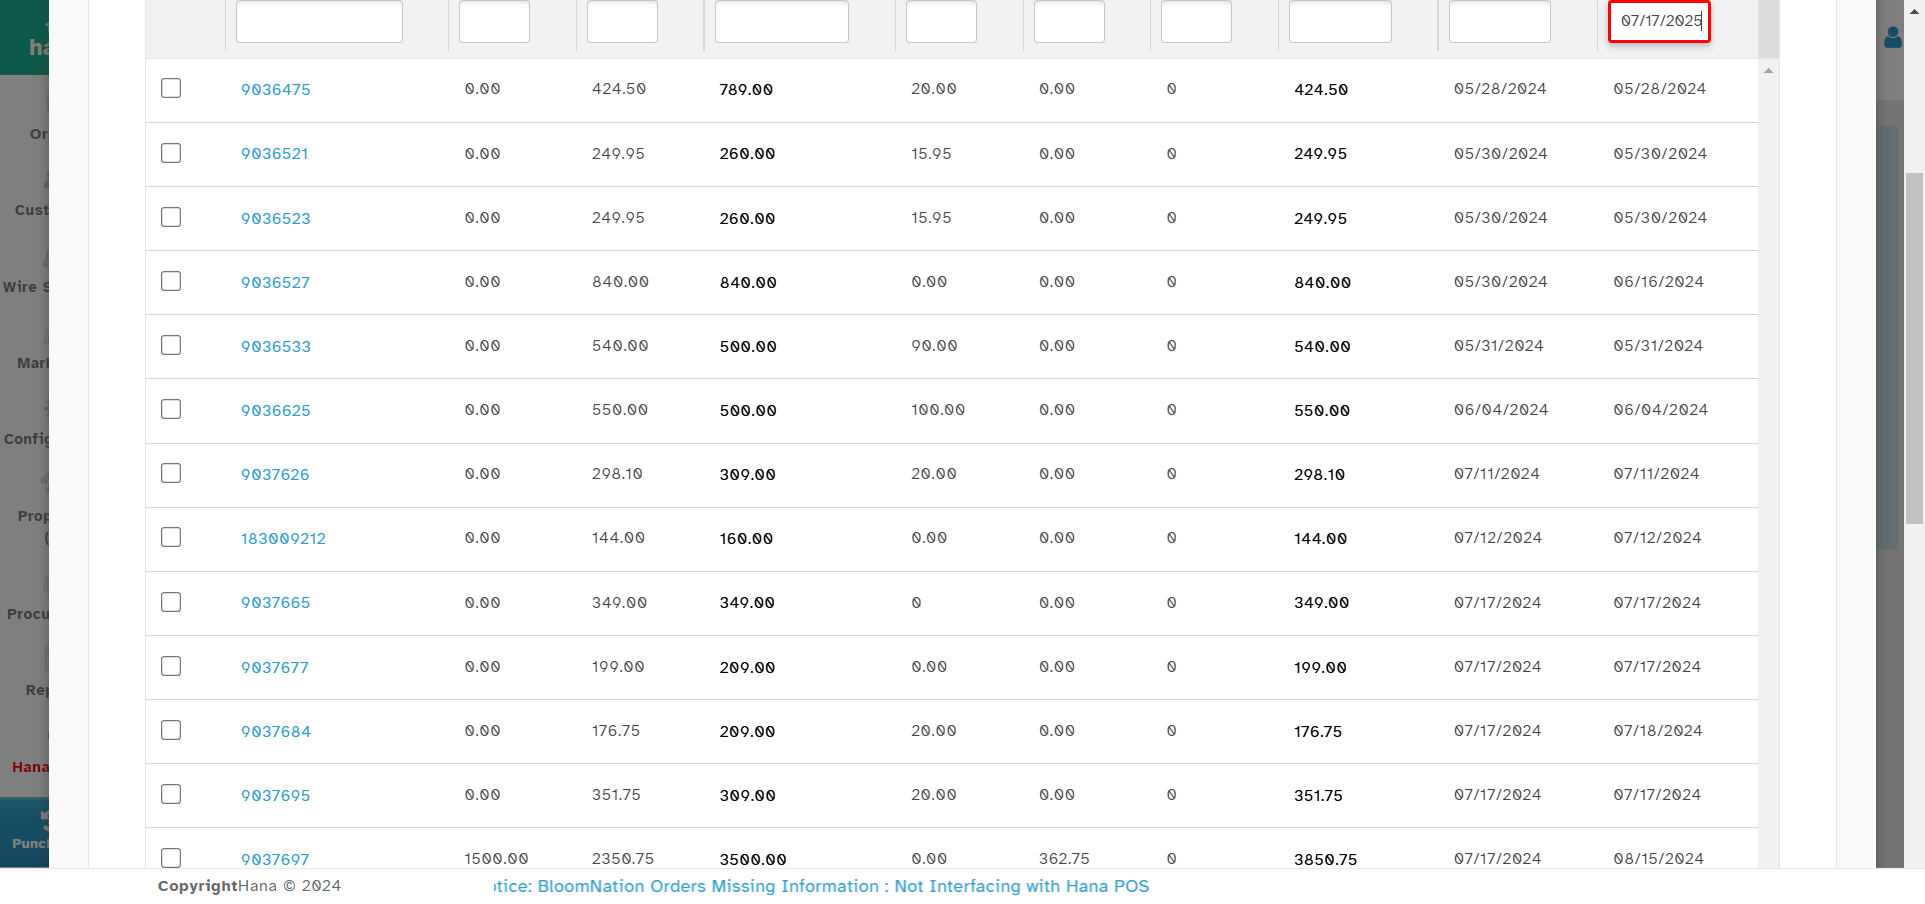 07/17/2025
9036475 0.00 424.50 789.00 20.00 0.00 0 424.50 05/28/2024 05/28/2024
9036521 0.00 249.95 260.00 15.95 0.00 0 249.95 05/30/2024 05/30/2024
9036523 0.00 249.95 260.00 15.95 0.00 0 249.95 05/30/2024 05/30/2024
9036527 0.00 840.00 840.00 0.00 0.00 0 840.00 05/30/2024 06/16/2024
9036533 0.00 540.00 500.00 90.00 0.00 0 540.00 05/31/2024 05/31/2024
9036625 0.00 550.00 500.00 100.00 0.00 0 550.00 06/04/2024 06/04/2024
9037626 0.00 298.10 309.00 20.00 0.00 0 298.10 07/11/2024 07/11/2024
183009212 0.00 144.00 160.00 0.00 0.00 0 144.00 07/12/2024 07/12/2024
9037665 0.00 349.00 349.00 0 0.00 0 349.00 07/17/2024 07/17/2024
9037677 0.00 199.00 209.00 0.00 0.00 0 199.00 07/17/2024 07/17/2024
9037684 0.00 176.75 209.00 20.00 0.00 0 176.75 07/17/2024 07/18/2024
9037695 0.00 351.75 309.00 20.00 0.00 0 351.75 07/17/2024 07/17/2024
9037697 1500.00 2350.75 3500.00 0.00 362.75 0 3850.75 07/17/2024 08/15/2024
ha
Or
Cust
Wire S
Mark
Config
Prop
(
Procu
Rep
Hana
Punc
CopyrightHana © 2024
tice: BloomNation Orders Missing Information : Not Interfacing with Hana POS